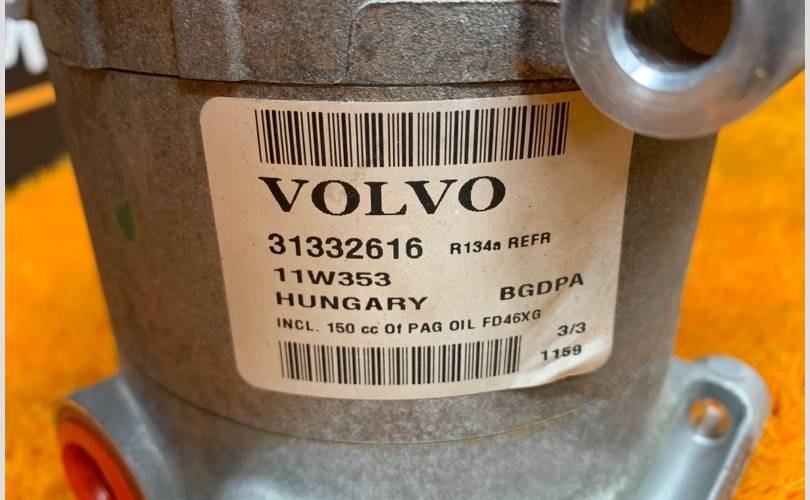 VOLVO
31332616 R134a REFR
11W353
HUNGARY BGDPA
INCL. 150 cc Of PAG OIL FD46XG
3/3
1159